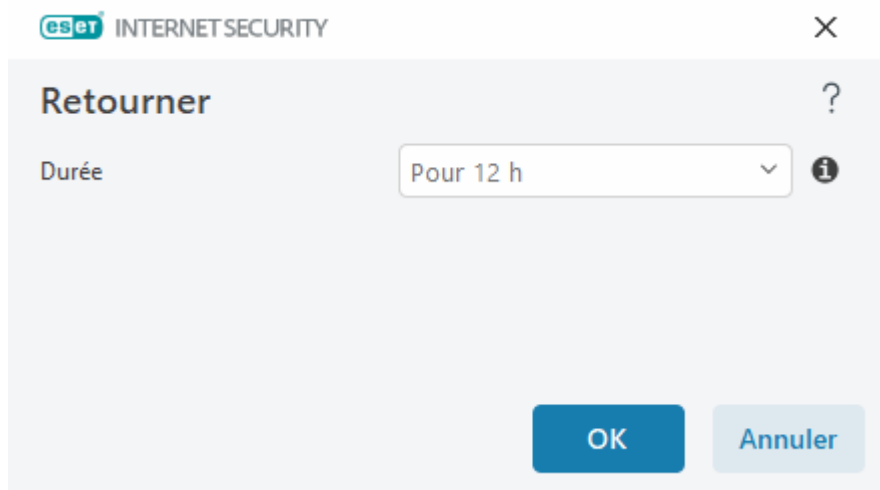 eseT INTERNET SECURITY
Retourner
?
Durée
Pour 12 h
OK
Annuler